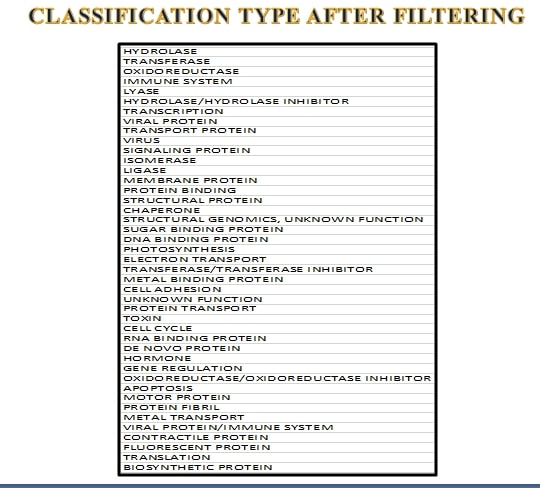 CLASSIFICATION TYPE AFTER FILTERING
HYDROLASE
TRANSFERASE
OXIDOREDUCTASE
IMMUNE SYSTEM
LYASE
HYDROLASE/HYDROLASE INHIBITOR
TRANSCRIPTION
VIRAL PROTEIN
TRANSPORT PROTEIN
VIRUS
SIGNALING PROTEIN
ISOMERASE
LIGASE
MEMBRANE PROTEIN
PROTEIN BINDING
STRUCTURAL PROTEIN
CHAPERONE
STRUCTURAL GENOMICS, UNKNOWN FUNCTION
SUGAR BINDING PROTEIN
DNA BINDING PROTEIN
PHOTOSYNTHESIS
ELECTRON TRANSPORT
TRANSFERASE/TRANSFERASE INHIBITOR
METAL BINDING PROTEIN
CELL ADHESION
UNKNOWN FUNCTION
PROTEIN TRANSPORT
TOXIN
CELL CYCLE
RNA BINDING PROTEIN
DE NOVO PROTEIN
HORMONE
GENE REGULATION
OXIDOREDUCTASE/OXIDOREDUCTASE INHIBITOR
APOPTOSIS
MOTOR PROTEIN
PROTEIN FIBRIL
METAL TRANSPORT
VIRAL PROTEIN/IMMUNE SYSTEM
CONTRACTILE PROTEIN
FLUORESCENT PROTEIN
TRANSLATION
BIOSYNTHETIC PROTEIN